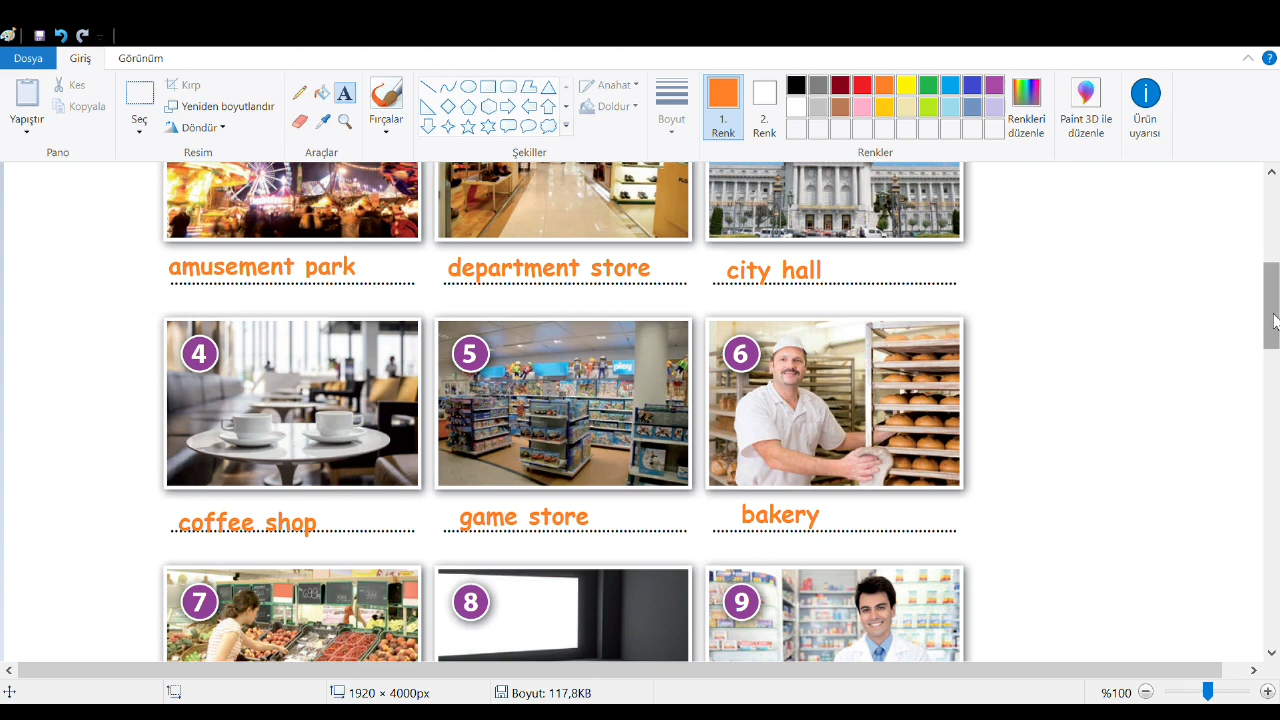 Dosya Giriş Görünüm
Yapıştır
Kes
Kopyala
Pano
Seç
Kırp
Yeniden boyutlandır
Döndür
Resim
A
Araçlar
Fırçalar
Anahat
Doldur
Şekiller
Boyut
1.
Renk
2.
Renk
Renkleri
düzenle
Renkler
Paint 3D ile
düzenle
Ürün
uyarısı
amusement park department store city hall
4 5 6
play
coffee shop game store bakery
7 8 9
1920 × 4000px Boyut: 117,8KB %100